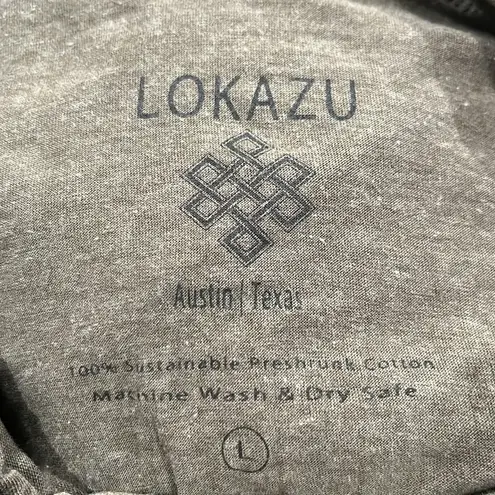 LOKAZU
Austin | Texas
100% Sustainable Preshrunk Cotton
Machine Wash & Dry Safe
L